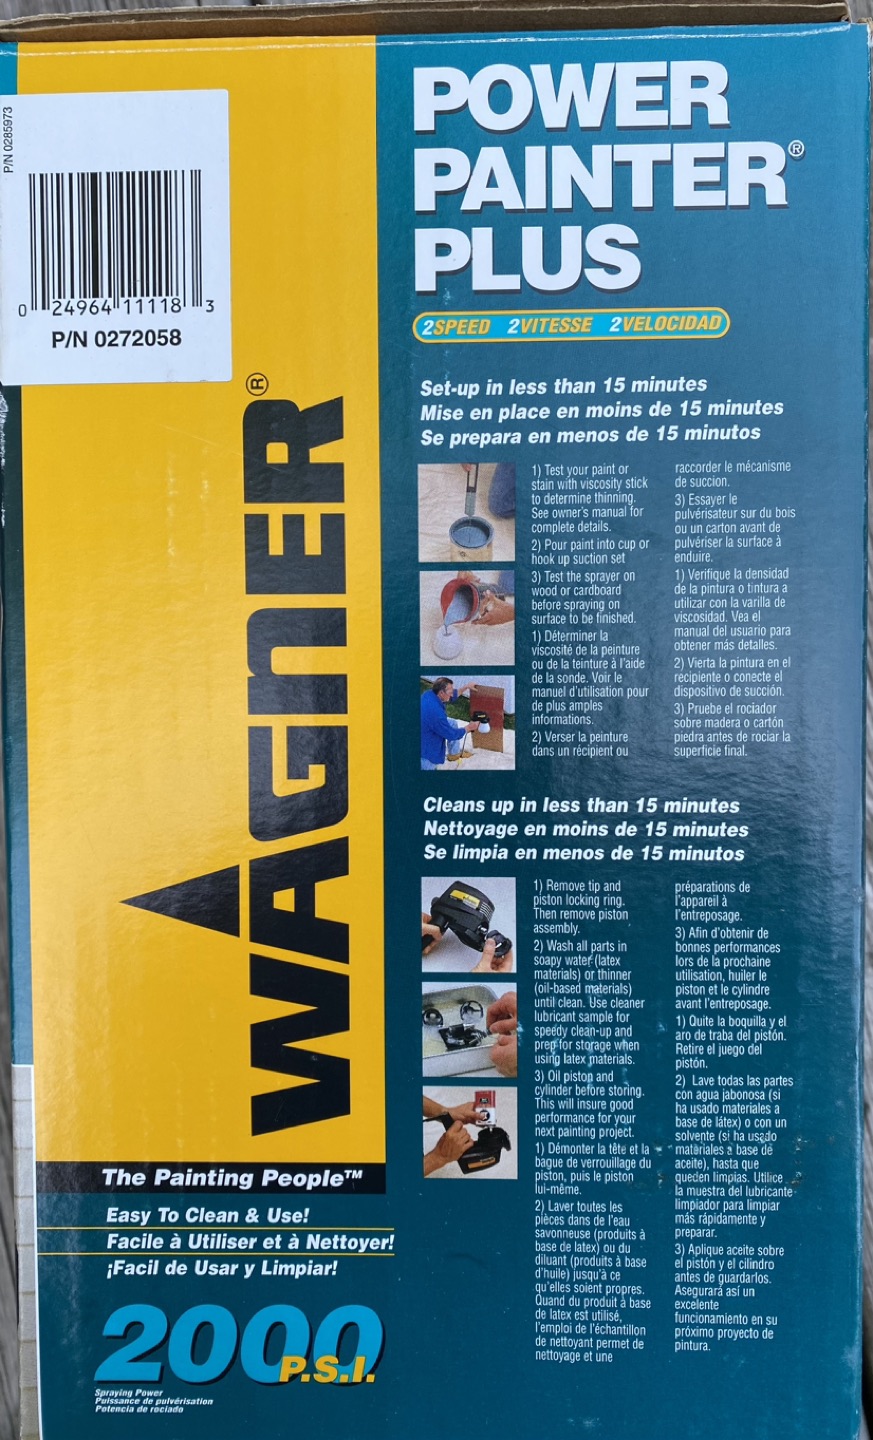 P/N 0285973
0 24964 11118 3
P/N 0272058
WAGNER®
The Painting People™
Easy To Clean & Use!
Facile à Utiliser et à Nettoyer!
¡Facil de Usar y Limpiar!
2000
P.S.I.
Spraying Power
Puissance de pulvérisation
Potencia de rociado
POWER
PAINTER®
PLUS
2SPEED 2VITESSE 2VELOCIDAD
Set-up in less than 15 minutes
Mise en place en moins de 15 minutes
Se prepara en menos de 15 minutos
1) Test your paint or
stain with viscosity stick
to determine thinning.
See owner's manual for
complete details.
2) Pour paint into cup or
hook up suction set
3) Test the sprayer on
wood or cardboard
before spraying on
surface to be finished.
1) Déterminer la
viscosité de la peinture
ou de la teinture à l'aide
de la sonde. Voir le
manuel d'utilisation pour
de plus amples
informations.
2) Verser la peinture
dans un récipient ou
raccorder le mécanisme
de succion.
3) Essayer le
pulvérisateur sur du bois
ou un carton avant de
pulvériser la surface à
enduire.
1) Verifique la densidad
de la pintura o tintura a
utilizar con la varilla de
viscosidad. Vea el
manual del usuario para
obtener más detalles.
2) Vierta la pintura en el
recipiente o conecte el
dispositivo de succión.
3) Pruebe el rociador
sobre madera o cartón
piedra antes de rociar la
superficie final.
Cleans up in less than 15 minutes
Nettoyage en moins de 15 minutes
Se limpia en menos de 15 minutos
1) Remove tip and
piston locking ring.
Then remove piston
assembly.
2) Wash all parts in
soapy water (latex
materials) or thinner
(oil-based materials)
until clean. Use cleaner
lubricant sample for
speedy clean-up and
prep for storage when
using latex materials.
3) Oil piston and
cylinder before storing.
This will insure good
performance for your
next painting project.
1) Démonter la tête et la
bague de verrouillage du
piston, puis le piston
lui-même.
2) Laver toutes les
pièces dans de l'eau
savonneuse (produits à
base de latex) ou du
diluant (produits à base
d'huile) jusqu'à ce
qu'elles soient propres.
Quand du produit à base
de latex est utilisé,
l'emploi de l'échantillon
de nettoyant permet de
nettoyage et une
préparations de
l'appareil à
l'entreposage.
3) Afin d'obtenir de
bonnes performances
lors de la prochaine
utilisation, huiler le
piston et le cylindre
avant l'entreposage.
1) Quite la boquilla y el
aro de traba del pistón.
Retire el juego del
pistón.
2) Lave todas las partes
con agua jabonosa (si
ha usado materiales a
base de látex) o con un
solvente (si ha usado
materiales a base de
aceite), hasta que
queden limpias. Utilice
la muestra del lubricante
limpiador para limpiar
más rápidamente y
preparar.
3) Aplique aceite sobre
el pistón y el cilindro
antes de guardarlos.
Asegurará así un
excelente
funcionamiento en su
próximo proyecto de
pintura.